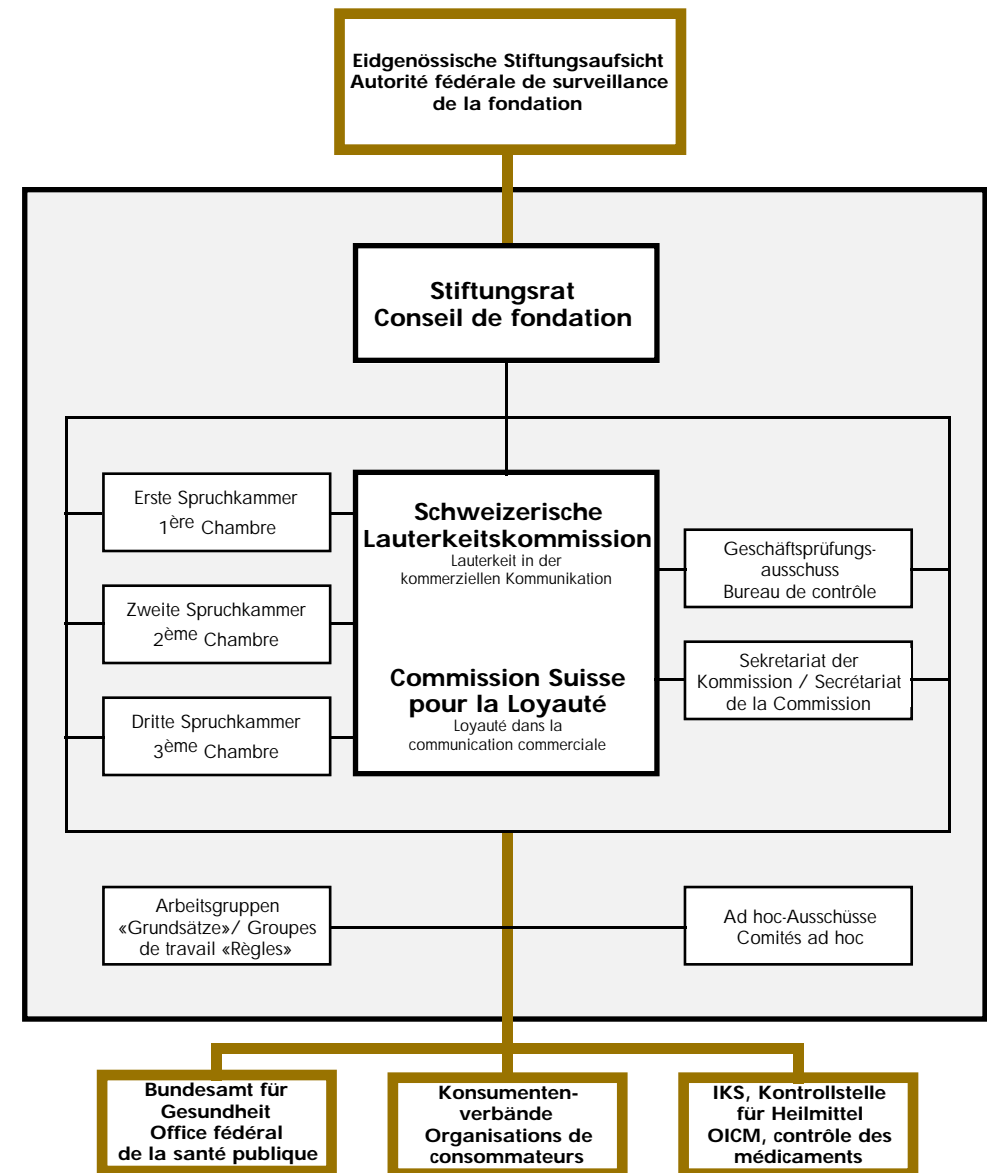 Eidgenössische Stiftungsaufsicht
Autorité fédérale de surveillance
de la fondation
Stiftungsrat
Conseil de fondation
Erste Spruchkammer
1ère Chambre
Zweite Spruchkammer
2ème Chambre
Dritte Spruchkammer
3ème Chambre
Schweizerische
Lauterkeitskommission
Lauterkeit in der
kommerziellen Kommunikation
Commission Suisse
pour la Loyauté
Loyauté dans la
communication commerciale
Geschäftsprüfungs-
ausschuss
Bureau de contrôle
Sekretariat der
Kommission / Secrétariat
de la Commission
Arbeitsgruppen
«Grundsätze»/ Groupes
de travail «Règles»
Ad hoc-Ausschüsse
Comités ad hoc
Bundesamt für
Gesundheit
Office fédéral
de la santé publique
Konsumenten-
verbände
Organisations de
consommateurs
IKS, Kontrollstelle
für Heilmittel
OICM, contrôle des
médicaments